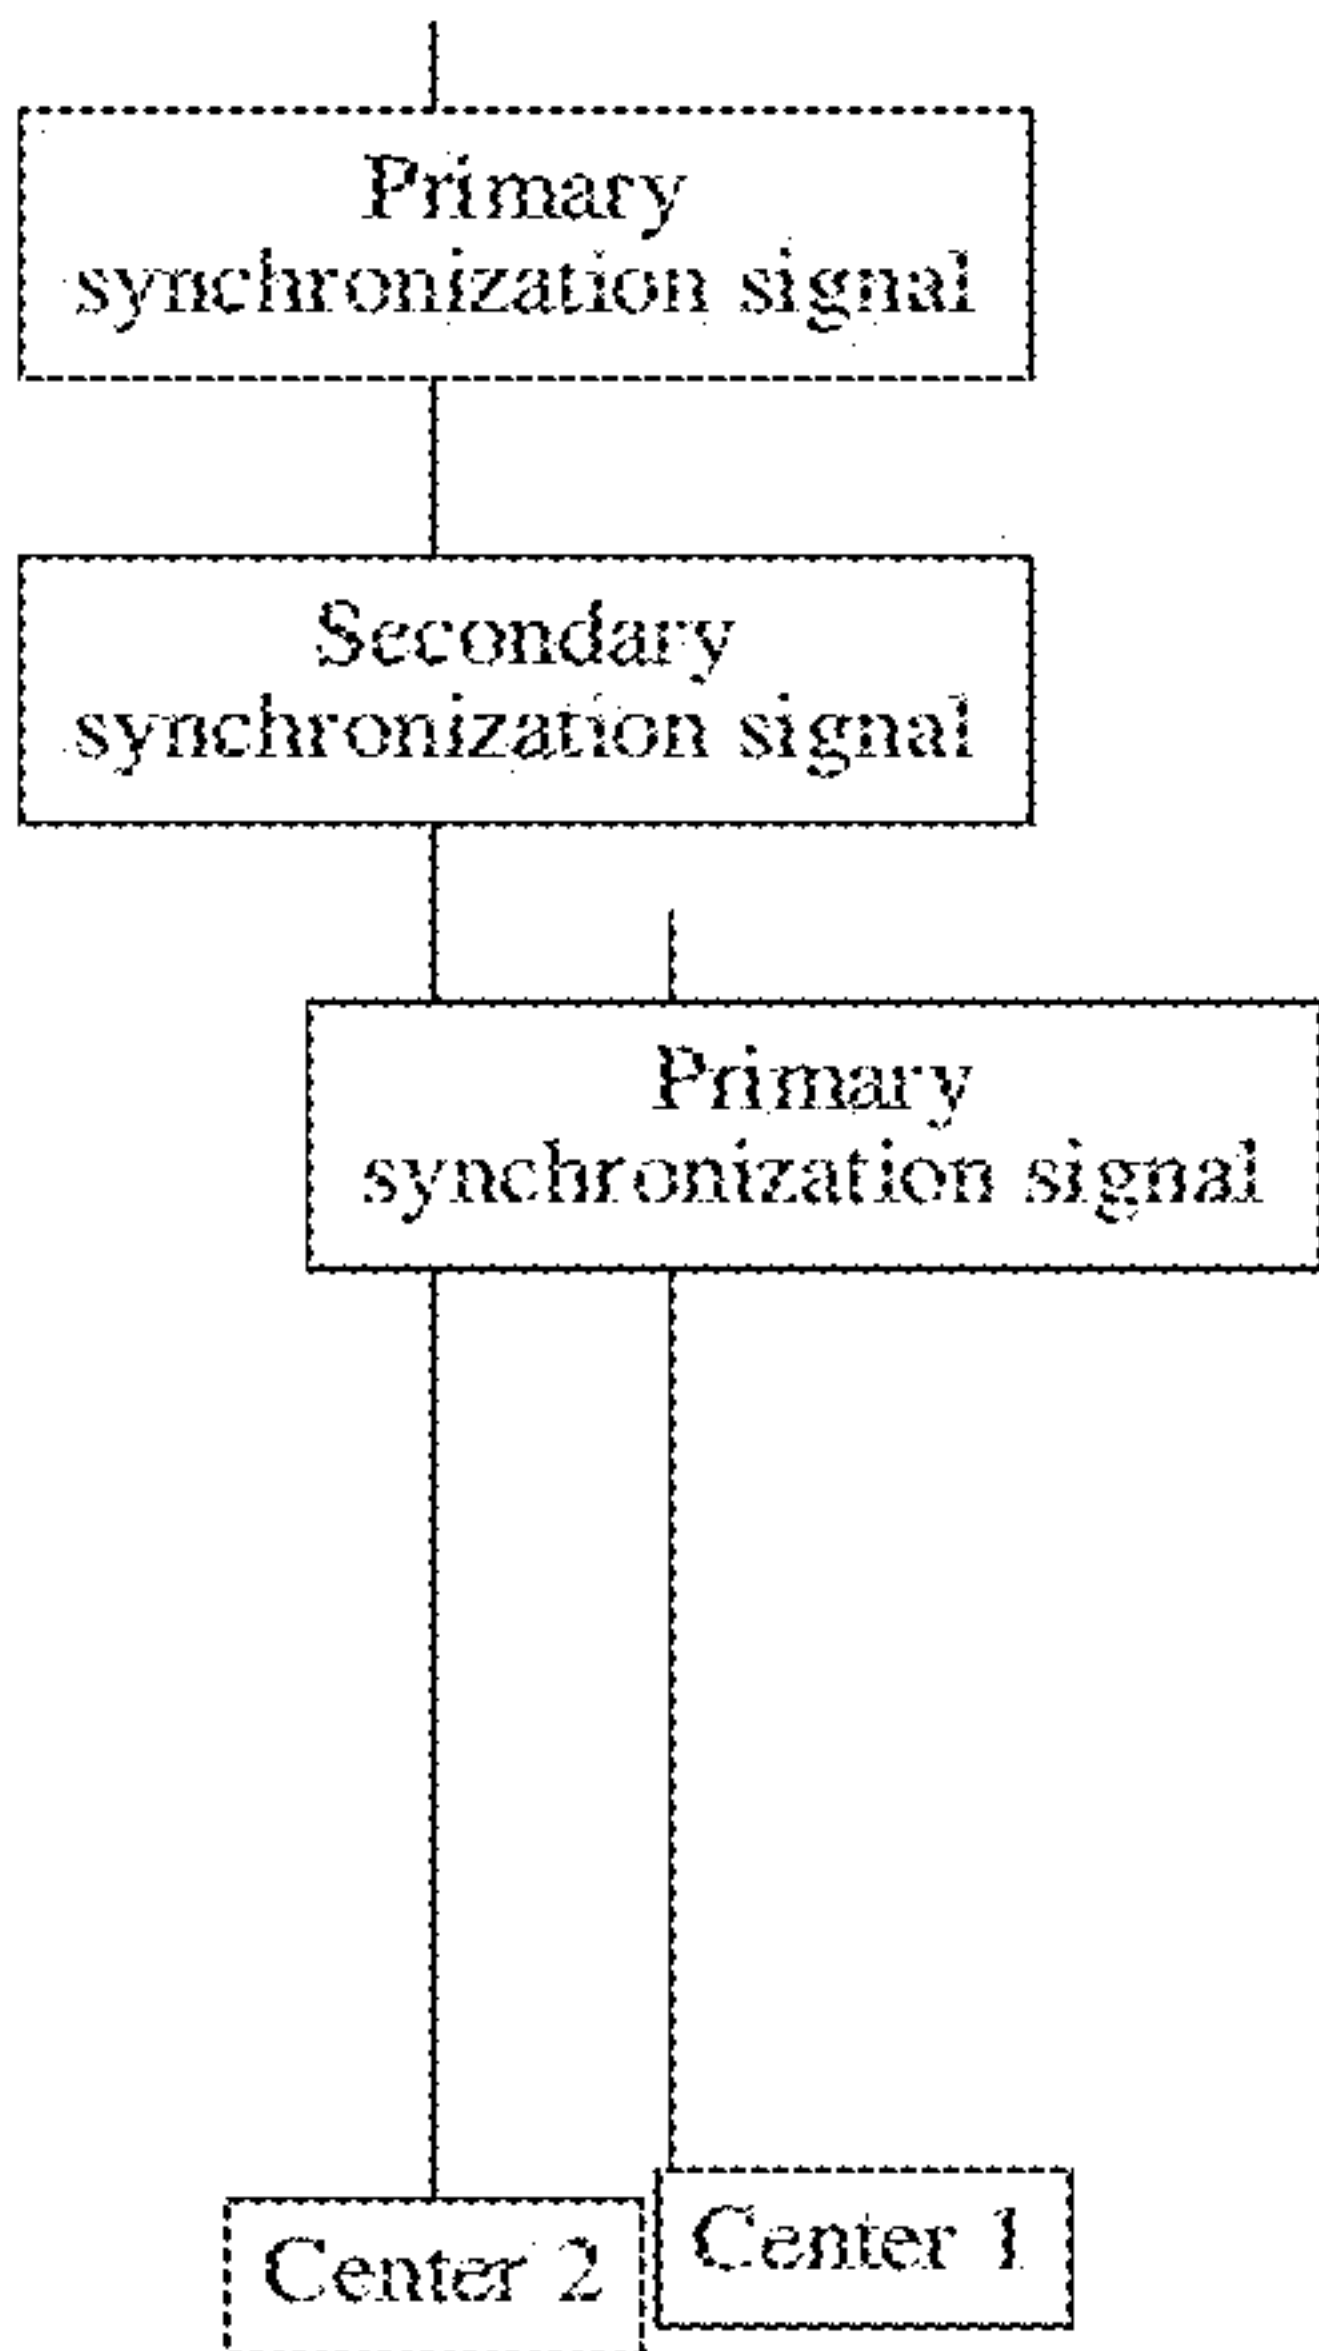 Primary
synchronization signal
Secondary
synchronization signal
Primary
synchronization signal
Center 1
Center 2